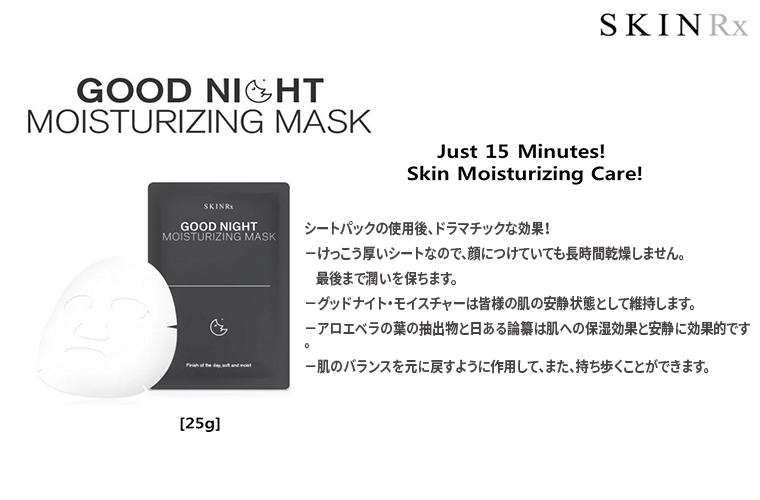 SKINRx
GOOD NIGHT
MOISTURIZING MASK
Just 15 Minutes!
Skin Moisturizing Care!
SKINRx
GOOD NIGHT
MOISTURIZING MASK
Finish of the day, soft and moist
[25g]
シートパックの使用後、ドラマチックな効果!
−けっこう厚いシートなので、顔につけていても長時間乾燥しません。
最後まで潤いを保ちます。
−グッドナイト・モイスチャーは皆様の肌の安静状態として維持します。
−アロエベラの葉の抽出物と日ある論纂は肌への保湿効果と安静に効果的です
。
−肌のバランスを元に戻すように作用して、また、持ち歩くことができます。